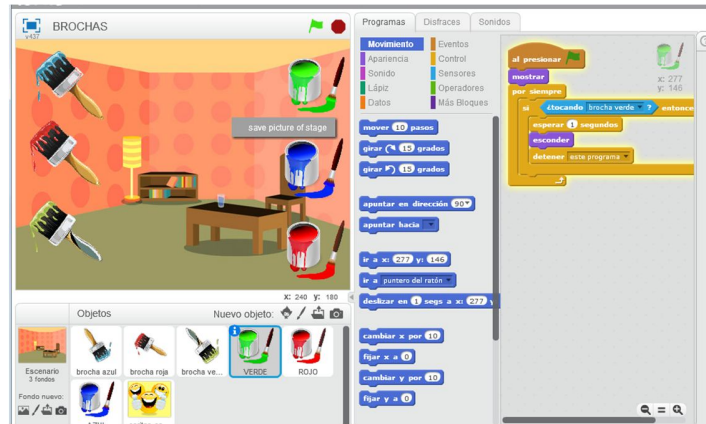 v437
BROCHAS
save picture of stage
X: 240 y: 180
Objetos
Nuevo objeto:
Escenario
3 fondos
Fondo nuevo:
brocha azul
brocha roja
brocha ve...
VERDE
ROJO
Programas
Disfraces
Sonidos
Movimiento
Apariencia
Sonido
Lápiz
Datos
Eventos
Control
Sensores
Operadores
Más Bloques
mover 10 pasos
girar 15 grados
girar 15 grados
apuntar en dirección 90
apuntar hacia
ir a x: 277 y: 146
ir a puntero del ratón
deslizar en 1 segs a x: 277 y
cambiar x por 10
fijar x a 0
cambiar y por 10
fijar y a 0
al presionar
mostrar
por siempre
si ¿tocando brocha verde ? entonce
esperar 1 segundos
esconder
detener este programa
x: 277
y: 146